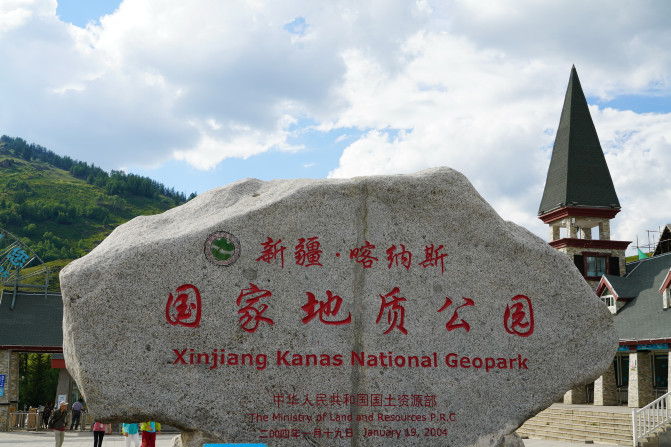 新疆·喀纳斯
国家地质公园
Xinjiang Kanas National Geopark
中华人民共和国国土资源部
The Ministry of Land and Resources P.R.C
二00四年一月十九日 January 19, 2004